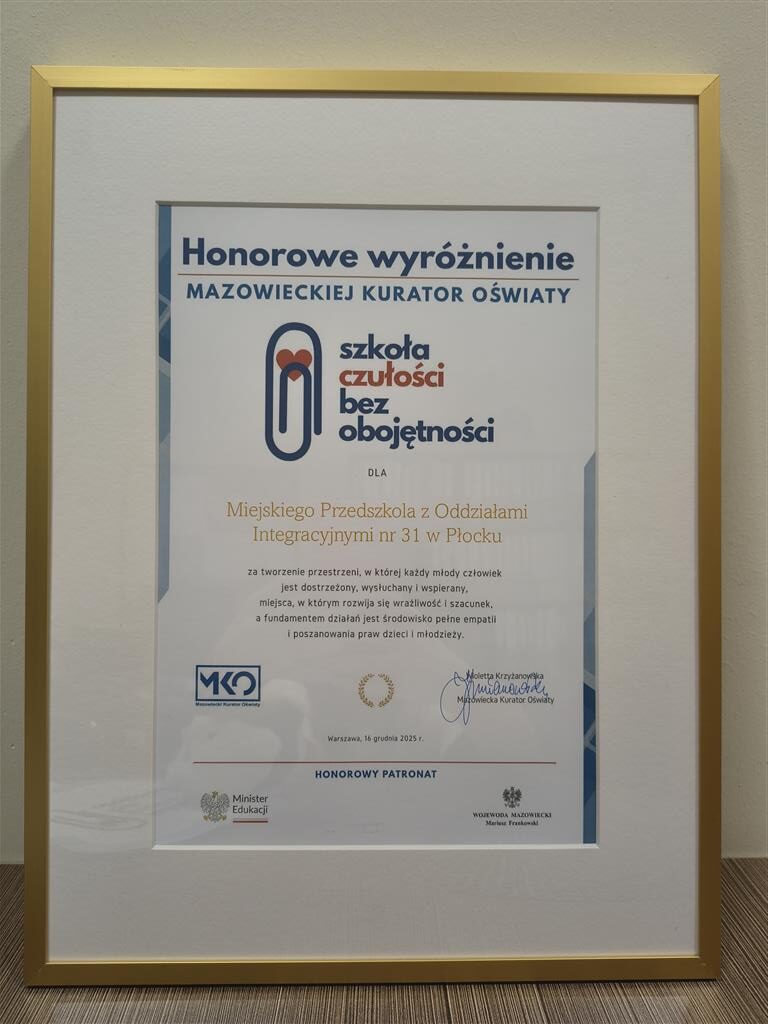 Honorowe wyróżnienie
MAZOWIECKIEJ KURATOR OŚWIATY
szkoła
czułości
bez
obojętności
DLA
Miejskiego Przedszkola z Oddziałami
Integracyjnymi nr 31 w Płocku
za tworzenie przestrzeni, w której każdy młody człowiek
jest dostrzeżony, wysłuchany i wspierany,
miejsca, w którym rozwija się wrażliwość i szacunek,
a fundamentem działań jest środowisko pełne empatii
i poszanowania praw dzieci i młodzieży.
MKO
Mazowiecki Kurator Oświaty
Wioletta Krzyżanowska
Mazowiecka Kurator Oświaty
Warszawa, 16 grudnia 2025 r.
HONOROWY PATRONAT
Minister
Edukacji
WOJEWODA MAZOWIECKI
Mariusz Frankowski